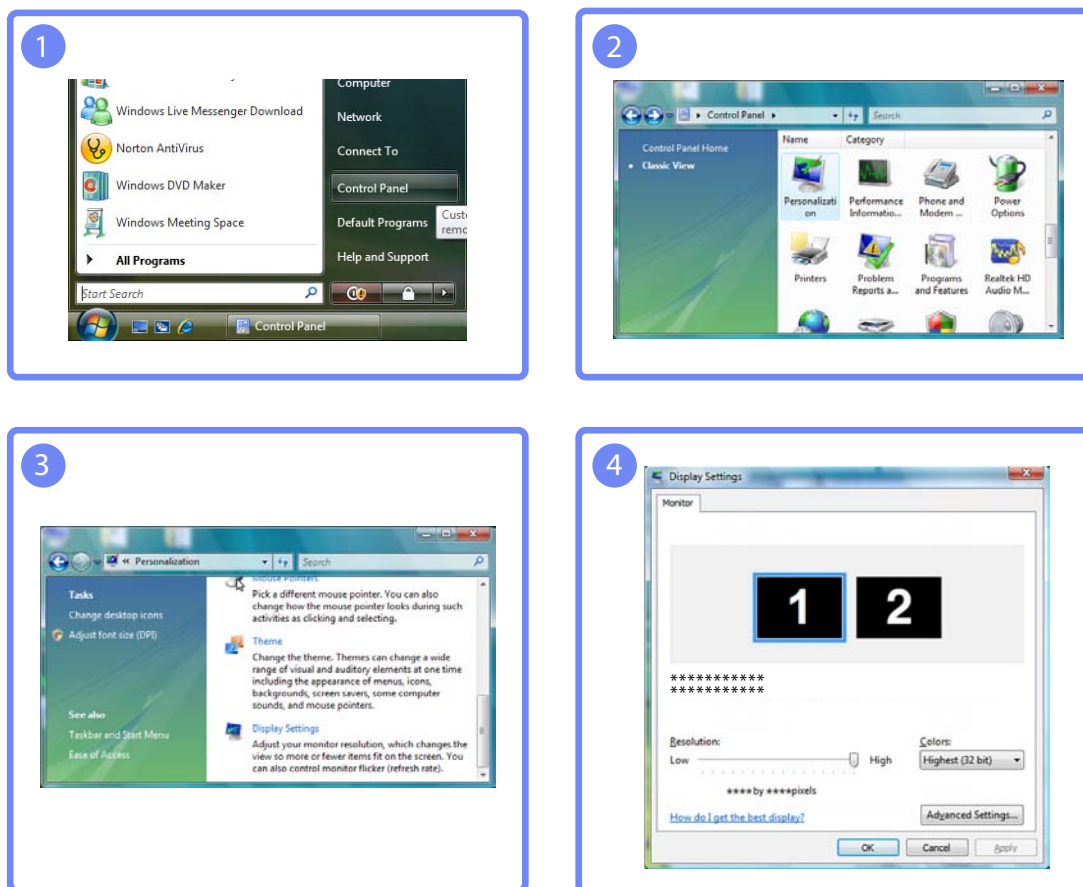 1
Computer
Windows Live Messenger Download
Network
Norton AntiVirus
Connect To
Windows DVD Maker
Control Panel
Windows Meeting Space
Default Programs
Help and Support
All Programs
Start Search
Control Panel
2
Control Panel
Search
Control Panel Home
Classic View
Name Category
Personalizati
on
Performance
Informatio...
Phone and
Modem ...
Power
Options
Printers
Problem
Reports a...
Programs
and Features
Realtek HD
Audio M...
3
Personalization
Search
Tasks
Change desktop icons
Adjust font size (DPI)
See also
Taskbar and Start Menu
Ease of Access
Mouse Pointers
Pick a different mouse pointer. You can also
change how the mouse pointer looks during such
activities as clicking and selecting.
Theme
Change the theme. Themes can change a wide
range of visual and auditory elements at one time
including the appearance of menus, icons,
backgrounds, screen savers, some computer
sounds, and mouse pointers.
Display Settings
Adjust your monitor resolution, which changes the
view so more or fewer items fit on the screen. You
can also control monitor flicker (refresh rate).
4
Display Settings
Monitor
1 2
***********
***********
Resolution:
Low High
****by ****pixels
Colors:
Highest (32 bit)
How do I get the best display?
Advanced Settings...
OK Cancel Apply